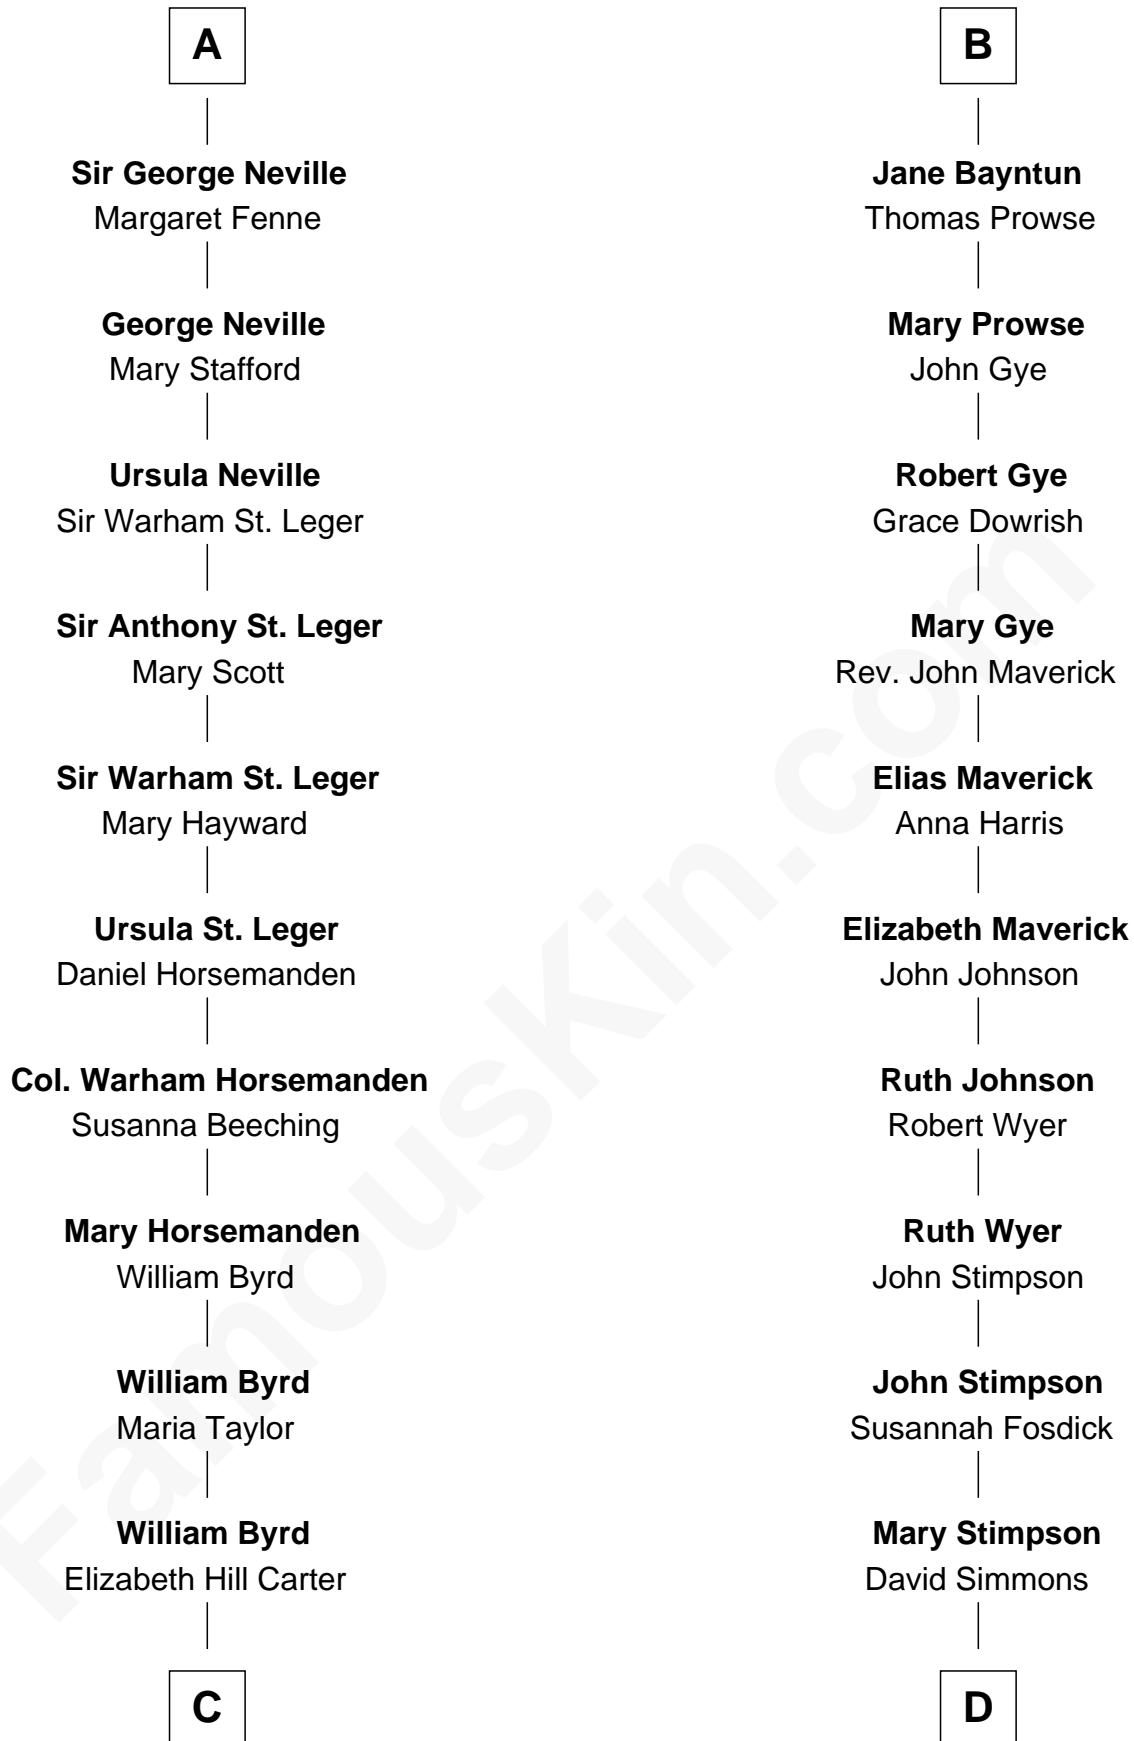 A
Sir George Neville
Margaret Fenne
George Neville
Mary Stafford
Ursula Neville
Sir Warham St. Leger
Sir Anthony St. Leger
Mary Scott
Sir Warham St. Leger
Mary Hayward
Ursula St. Leger
Daniel Horsemanden
Col. Warham Horsemanden
Susanna Beeching
Mary Horsemanden
William Byrd
William Byrd
Maria Taylor
William Byrd
Elizabeth Hill Carter
C
B
Jane Bayntun
Thomas Prowse
Mary Prowse
John Gye
Robert Gye
Grace Dowrish
Mary Gye
Rev. John Maverick
Elias Maverick
Anna Harris
Elizabeth Maverick
John Johnson
Ruth Johnson
Robert Wyer
Ruth Wyer
John Stimpson
John Stimpson
Susannah Fosdick
Mary Stimpson
David Simmons
D
FamousKin.com